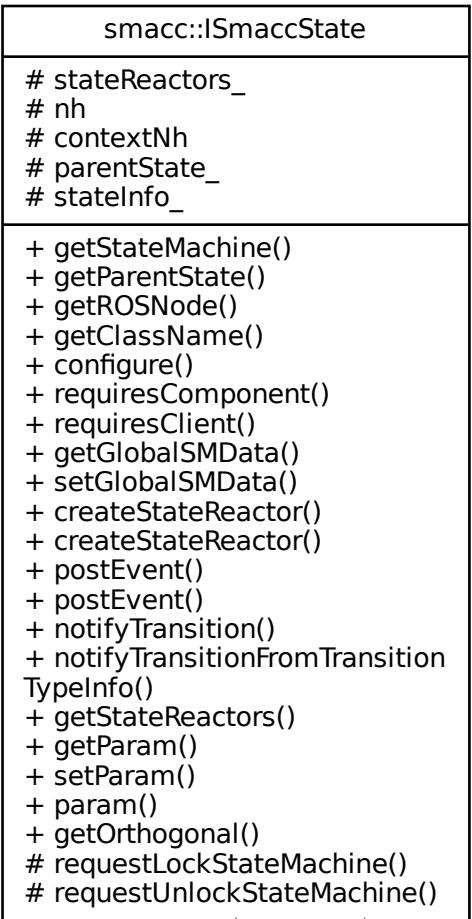 smacc::ISmaccState
# stateReactors_
# nh
# contextNh
# parentState_
# stateInfo_
+ getStateMachine()
+ getParentState()
+ getROSNode()
+ getClassName()
+ configure()
+ requiresComponent()
+ requiresClient()
+ getGlobalSMData()
+ setGlobalSMData()
+ createStateReactor()
+ createStateReactor()
+ postEvent()
+ postEvent()
+ notifyTransition()
+ notifyTransitionFromTransition
TypeInfo()
+ getStateReactors()
+ getParam()
+ setParam()
+ param()
+ getOrthogonal()
# requestLockStateMachine()
# requestUnlockStateMachine()